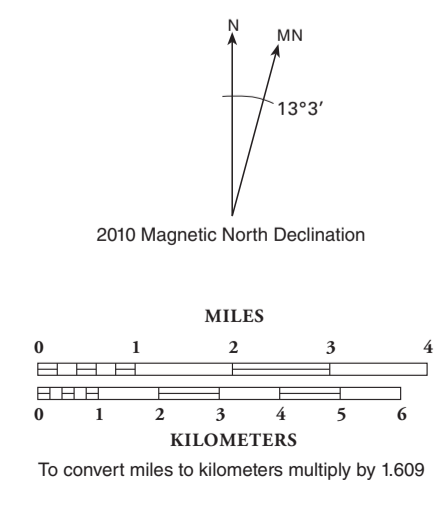 N
MN
13°3′
2010 Magnetic North Declination
MILES
0 1 2 3 4
0 1 2 3 4 5 6
KILOMETERS
To convert miles to kilometers multiply by 1.609